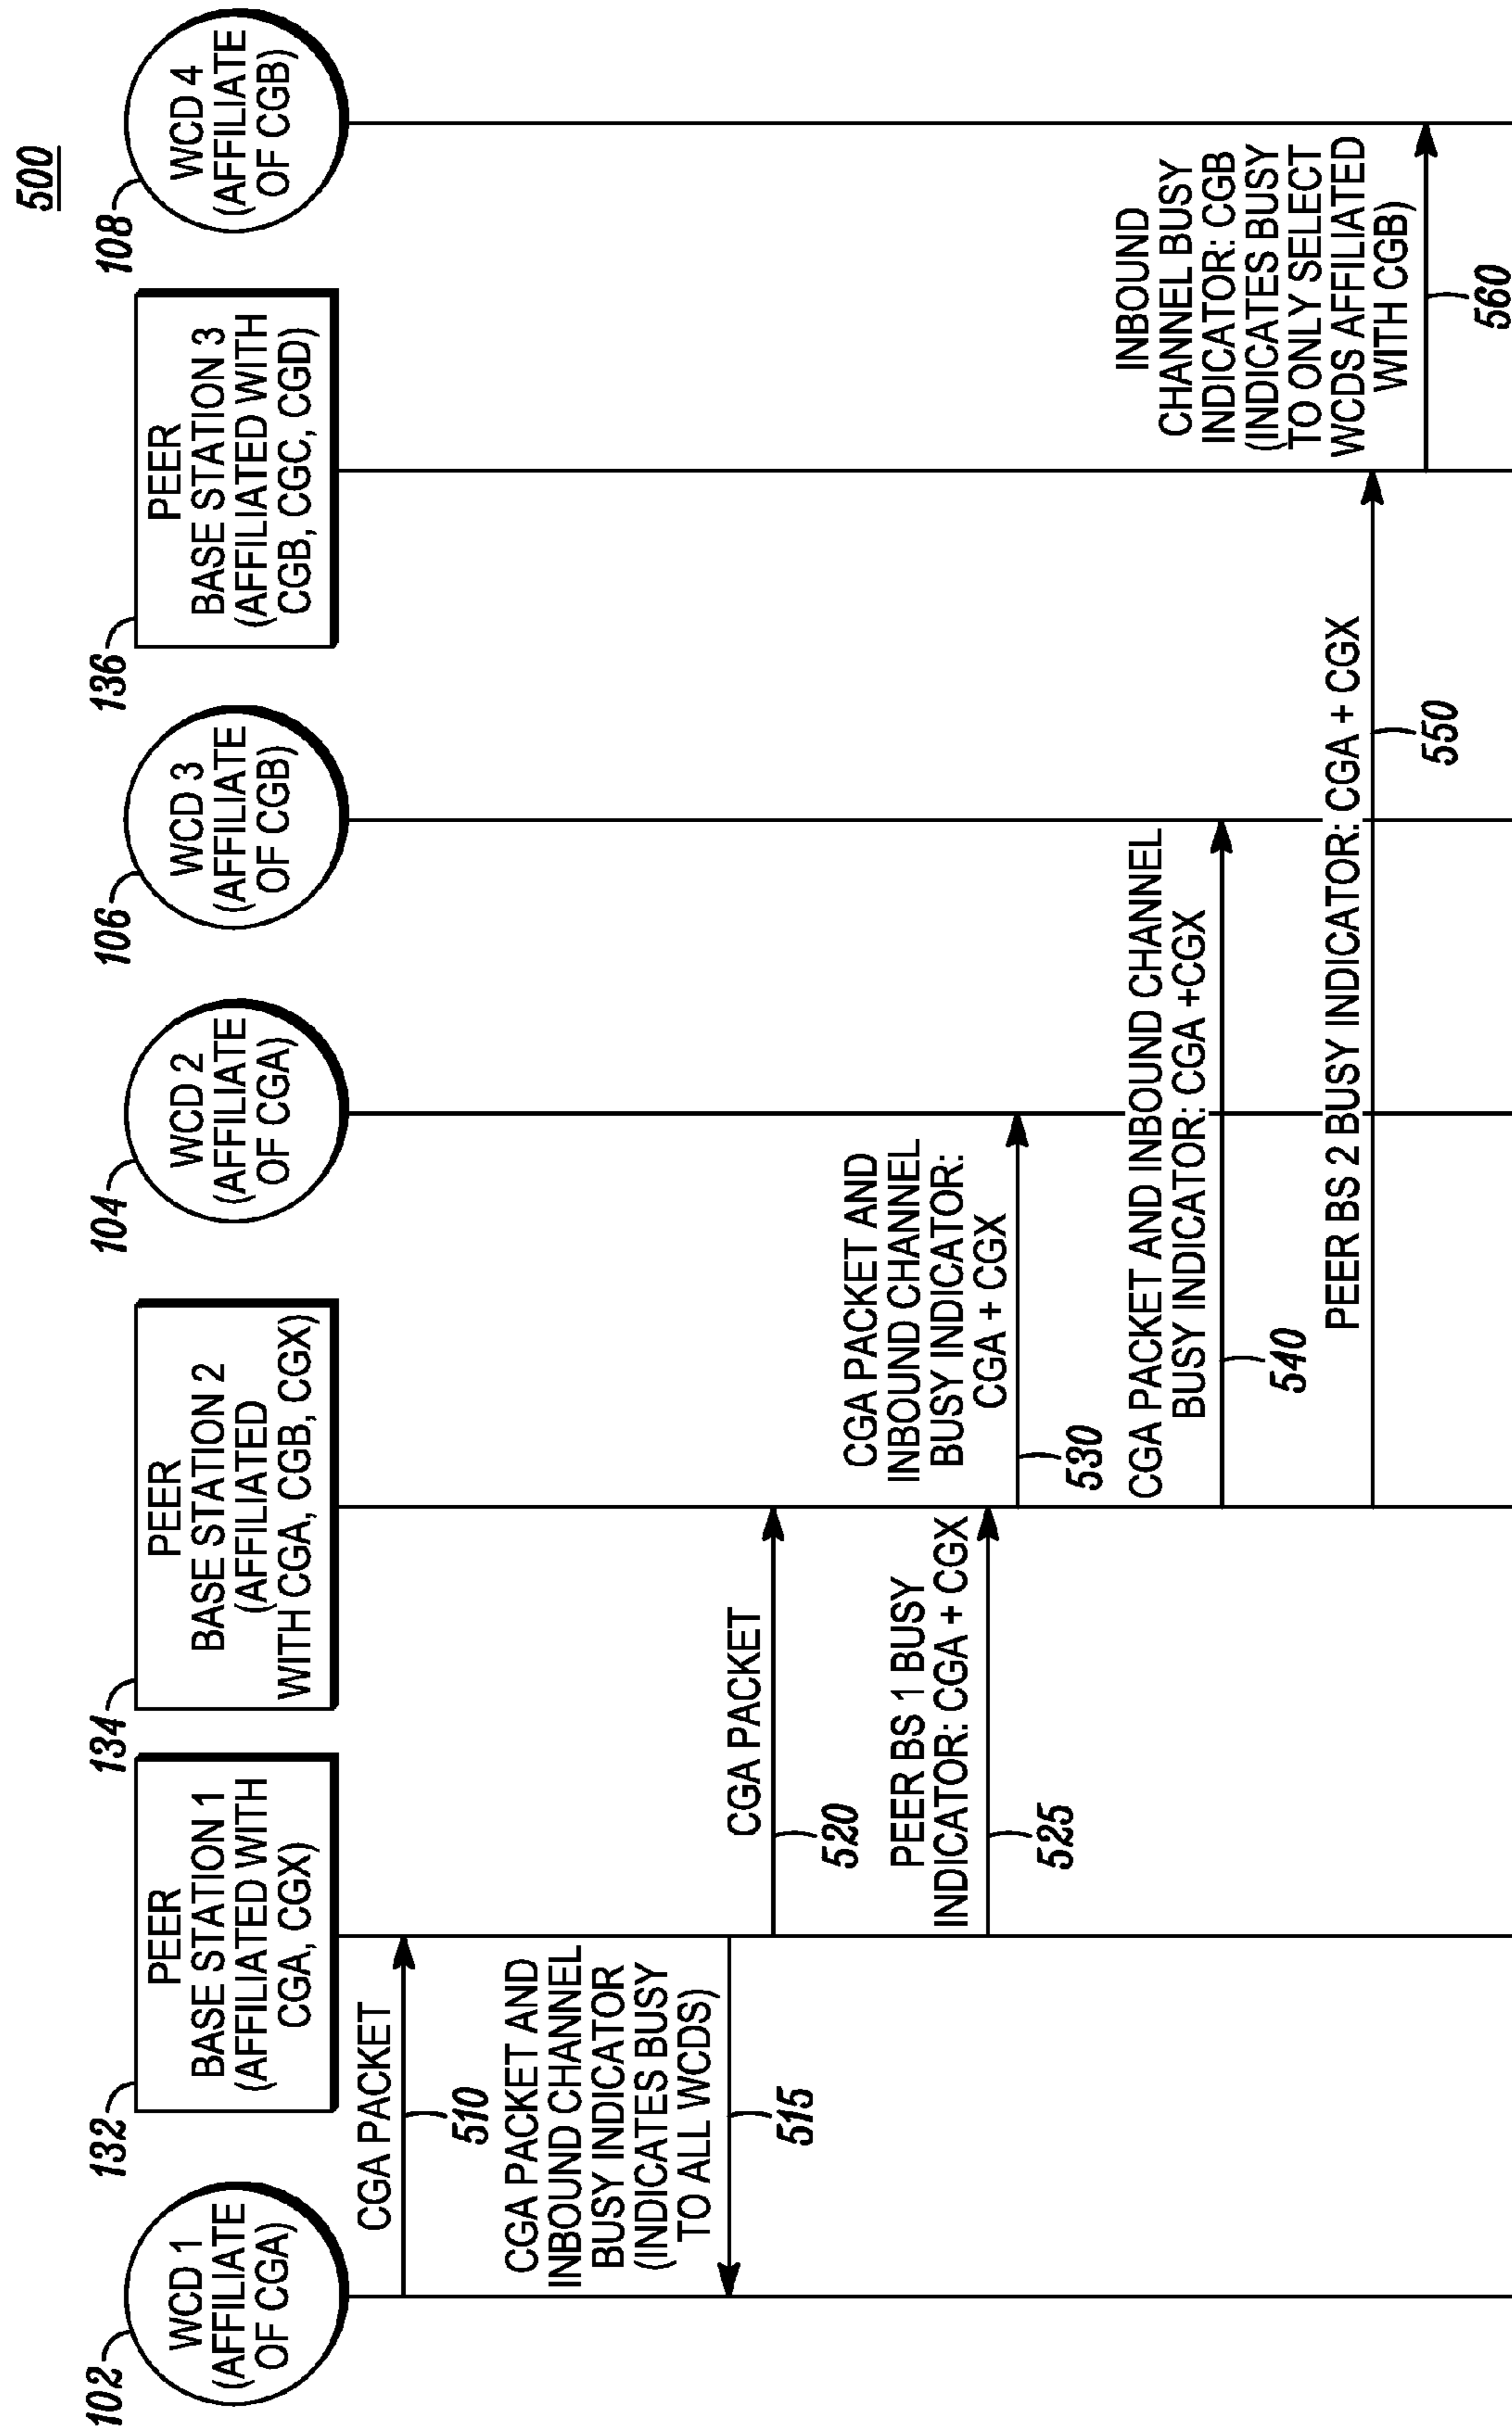 500
102
WCD 1
(AFFILIATE
OF CGA)
132
PEER
BASE STATION 1
(AFFILIATED WITH
CGA, CGX)
134
PEER
BASE STATION 2
(AFFILIATED
WITH CGA, CGB, CGX)
104
WCD 2
(AFFILIATE
OF CGA)
106
WCD 3
(AFFILIATE
OF CGB)
136
PEER
BASE STATION 3
(AFFILIATED WITH
CGB, CGC, CGD)
108
WCD 4
(AFFILIATE
OF CGB)
CGA PACKET
510
CGA PACKET AND
INBOUND CHANNEL
BUSY INDICATOR
(INDICATES BUSY
TO ALL WCDS)
515
CGA PACKET
520
PEER BS 1 BUSY
INDICATOR: CGA + CGX
525
CGA PACKET AND
INBOUND CHANNEL
BUSY INDICATOR:
CGA + CGX
530
CGA PACKET AND INBOUND CHANNEL
BUSY INDICATOR: CGA +CGX
540
PEER BS 2 BUSY INDICATOR: CGA + CGX
550
INBOUND
CHANNEL BUSY
INDICATOR: CGB
(INDICATES BUSY
TO ONLY SELECT
WCDS AFFILIATED
WITH CGB)
560